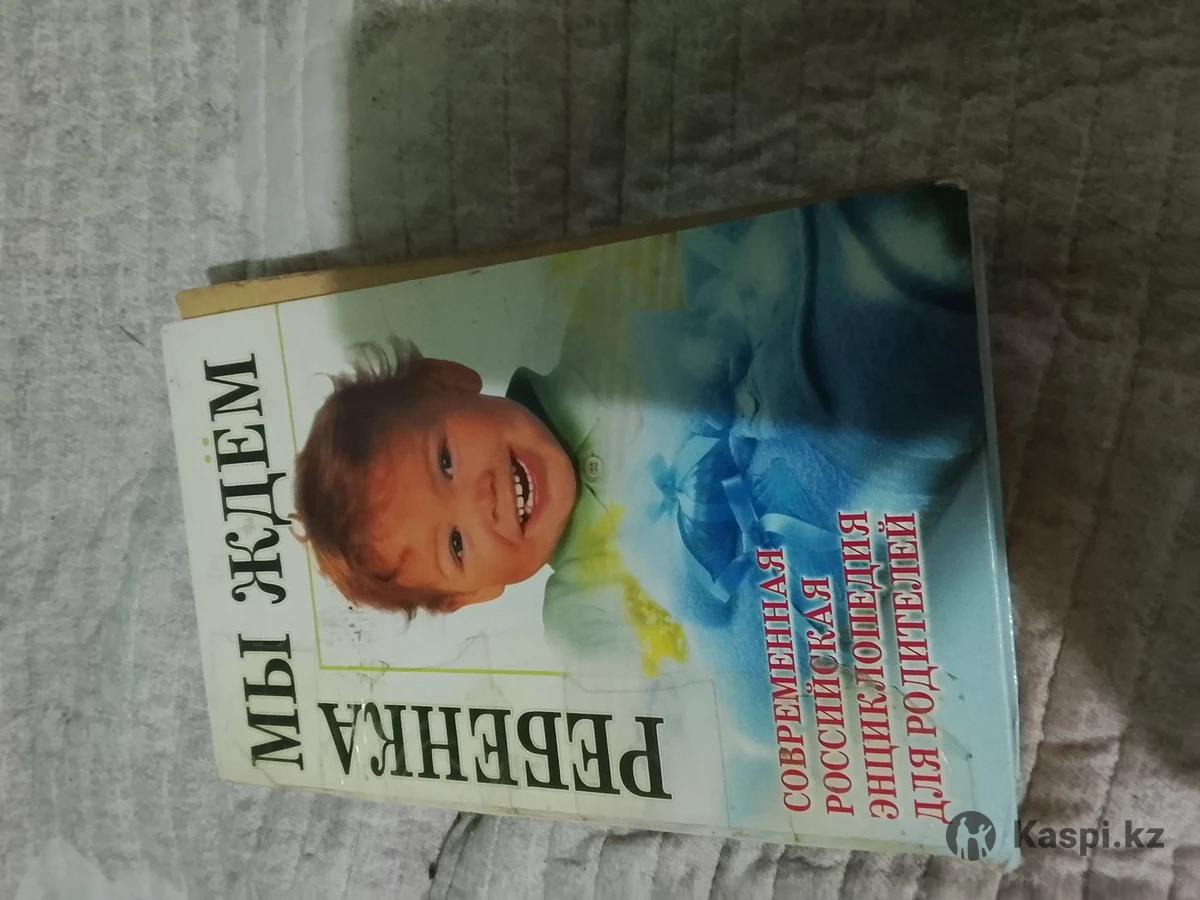 МЫ ЖДЁМ
РЕБЕНКА
СОВРЕМЕННАЯ
РОССИЙСКАЯ
ЭНЦИКЛОПЕДИЯ
ДЛЯ РОДИТЕЛЕЙ
Kaspi.kz